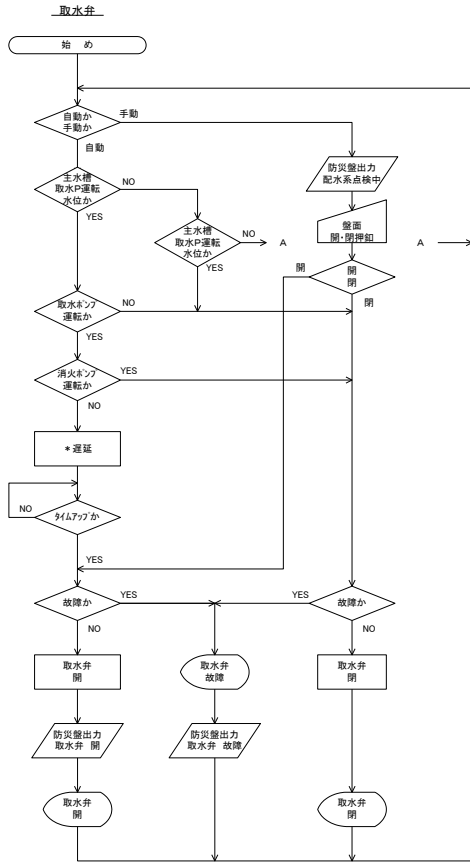 取水弁
始 め
自動か
手動か
手動
自動
防災盤出力
配水系点検中
主水槽
取水P運転
水位か
NO
YES
主水槽
取水P運転
水位か
NO
A
YES
盤面
開・閉押釦
A
開
開
閉
閉
取水ポンプ
運転か
NO
YES
消火ポンプ
運転か
YES
NO
＊遅延
NO
タイムアップか
YES
故障か
YES
NO
YES
故障か
NO
取水弁
開
取水弁
故障
取水弁
閉
防災盤出力
取水弁 開
防災盤出力
取水弁 故障
取水弁
開
取水弁
閉